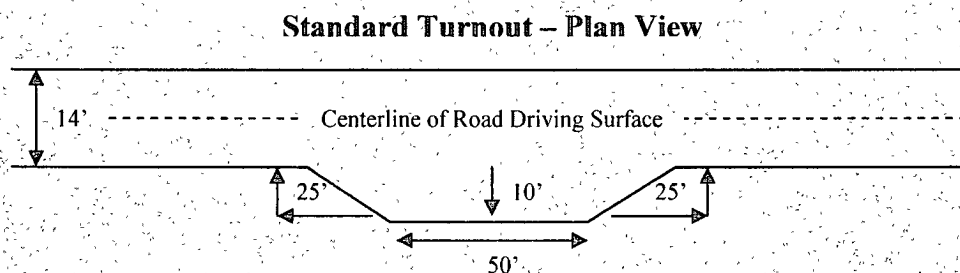 Standard Turnout – Plan View
14’
Centerline of Road Driving Surface
25’
10’
25’
50’